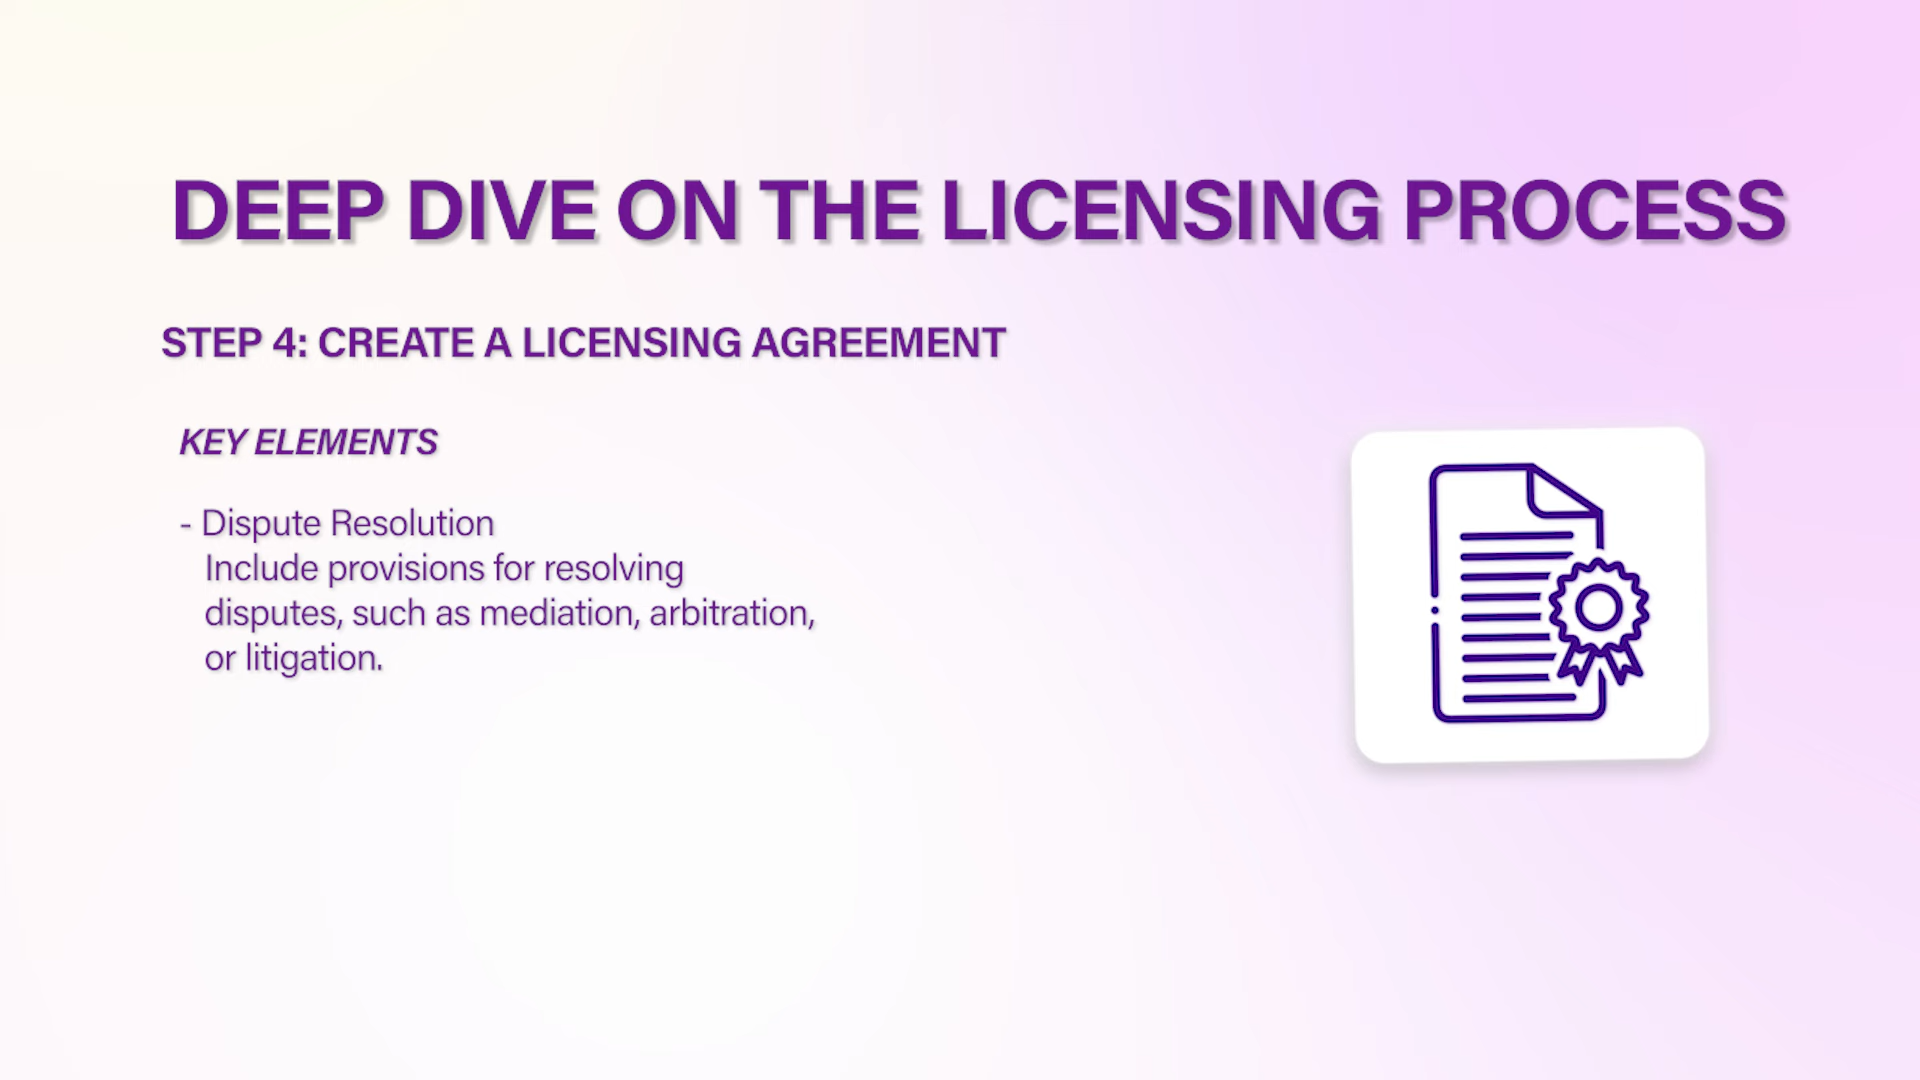 DEEP DIVE ON THE LICENSING PROCESS
STEP 4: CREATE A LICENSING AGREEMENT
KEY ELEMENTS
- Dispute Resolution
Include provisions for resolving
disputes, such as mediation, arbitration,
or litigation.